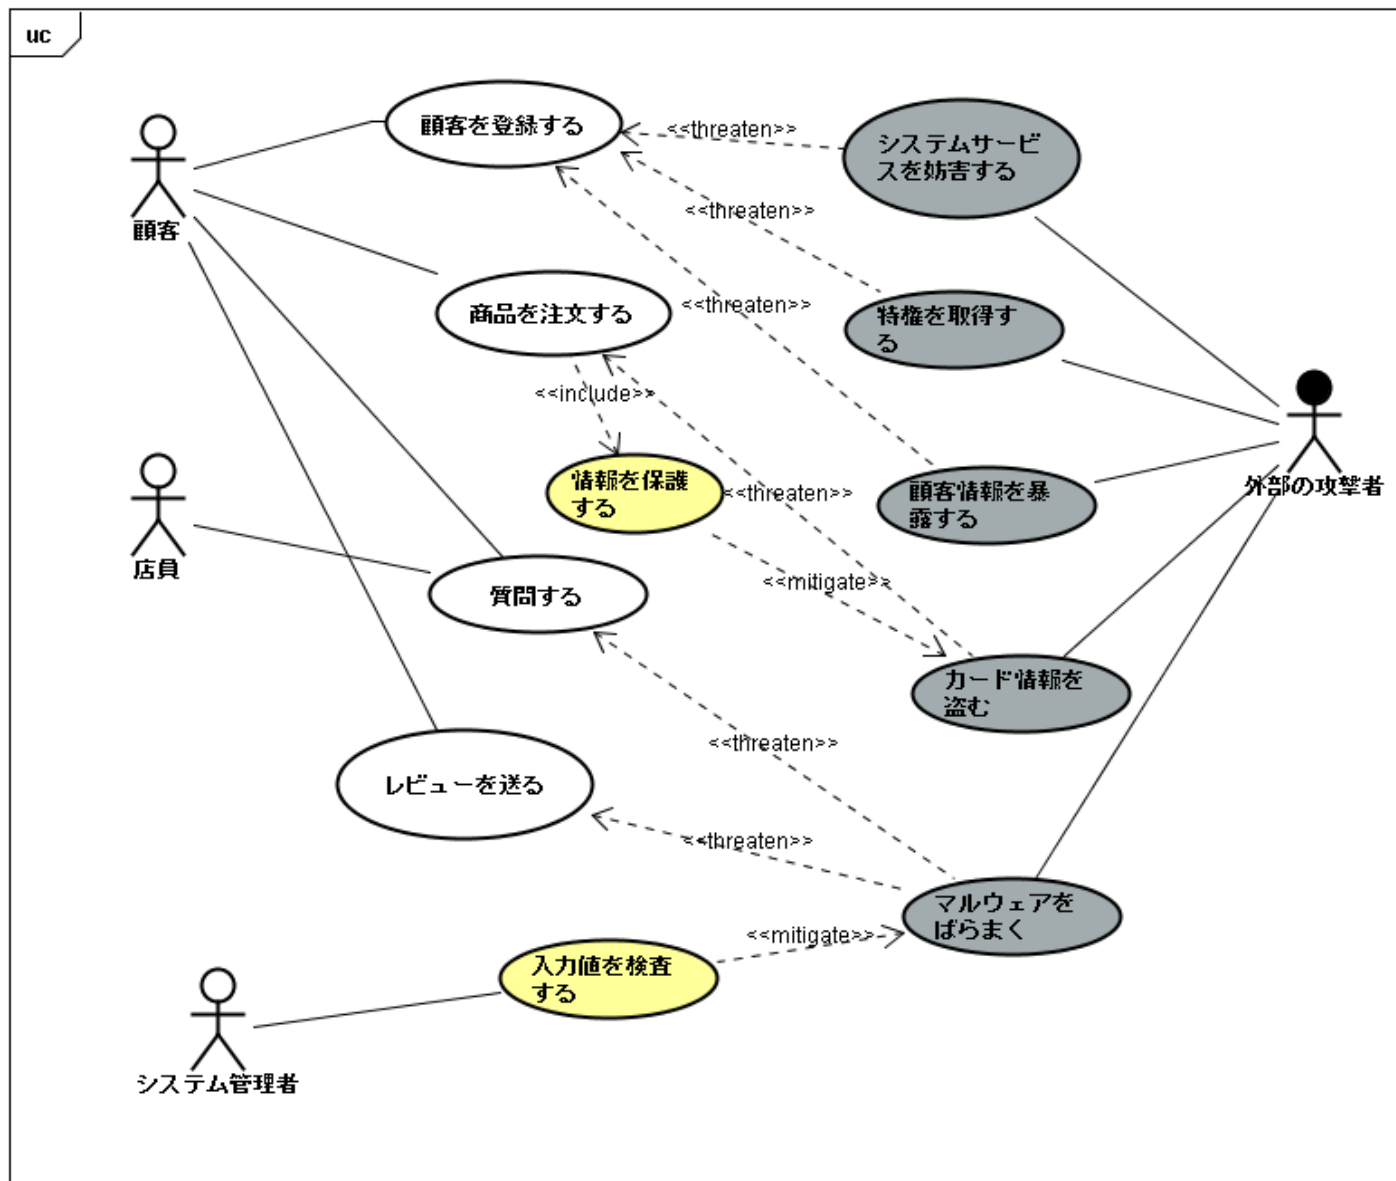 uc
顧客を登録する
<<threaten>>
システムサービ
スを妨害する
顧客
<<threaten>>
商品を注文する
<<threaten>>
特権を取得す
る
<<include>>
情報を保護
する
<<threaten>>
顧客情報を暴
露する
外部の攻撃者
店員
質問する
<<mitigate>>
カード情報を
盗む
<<threaten>>
レビューを送る
<<threaten>>
マルウェアを
ばらまく
<<mitigate>>
入力値を検査
する
システム管理者